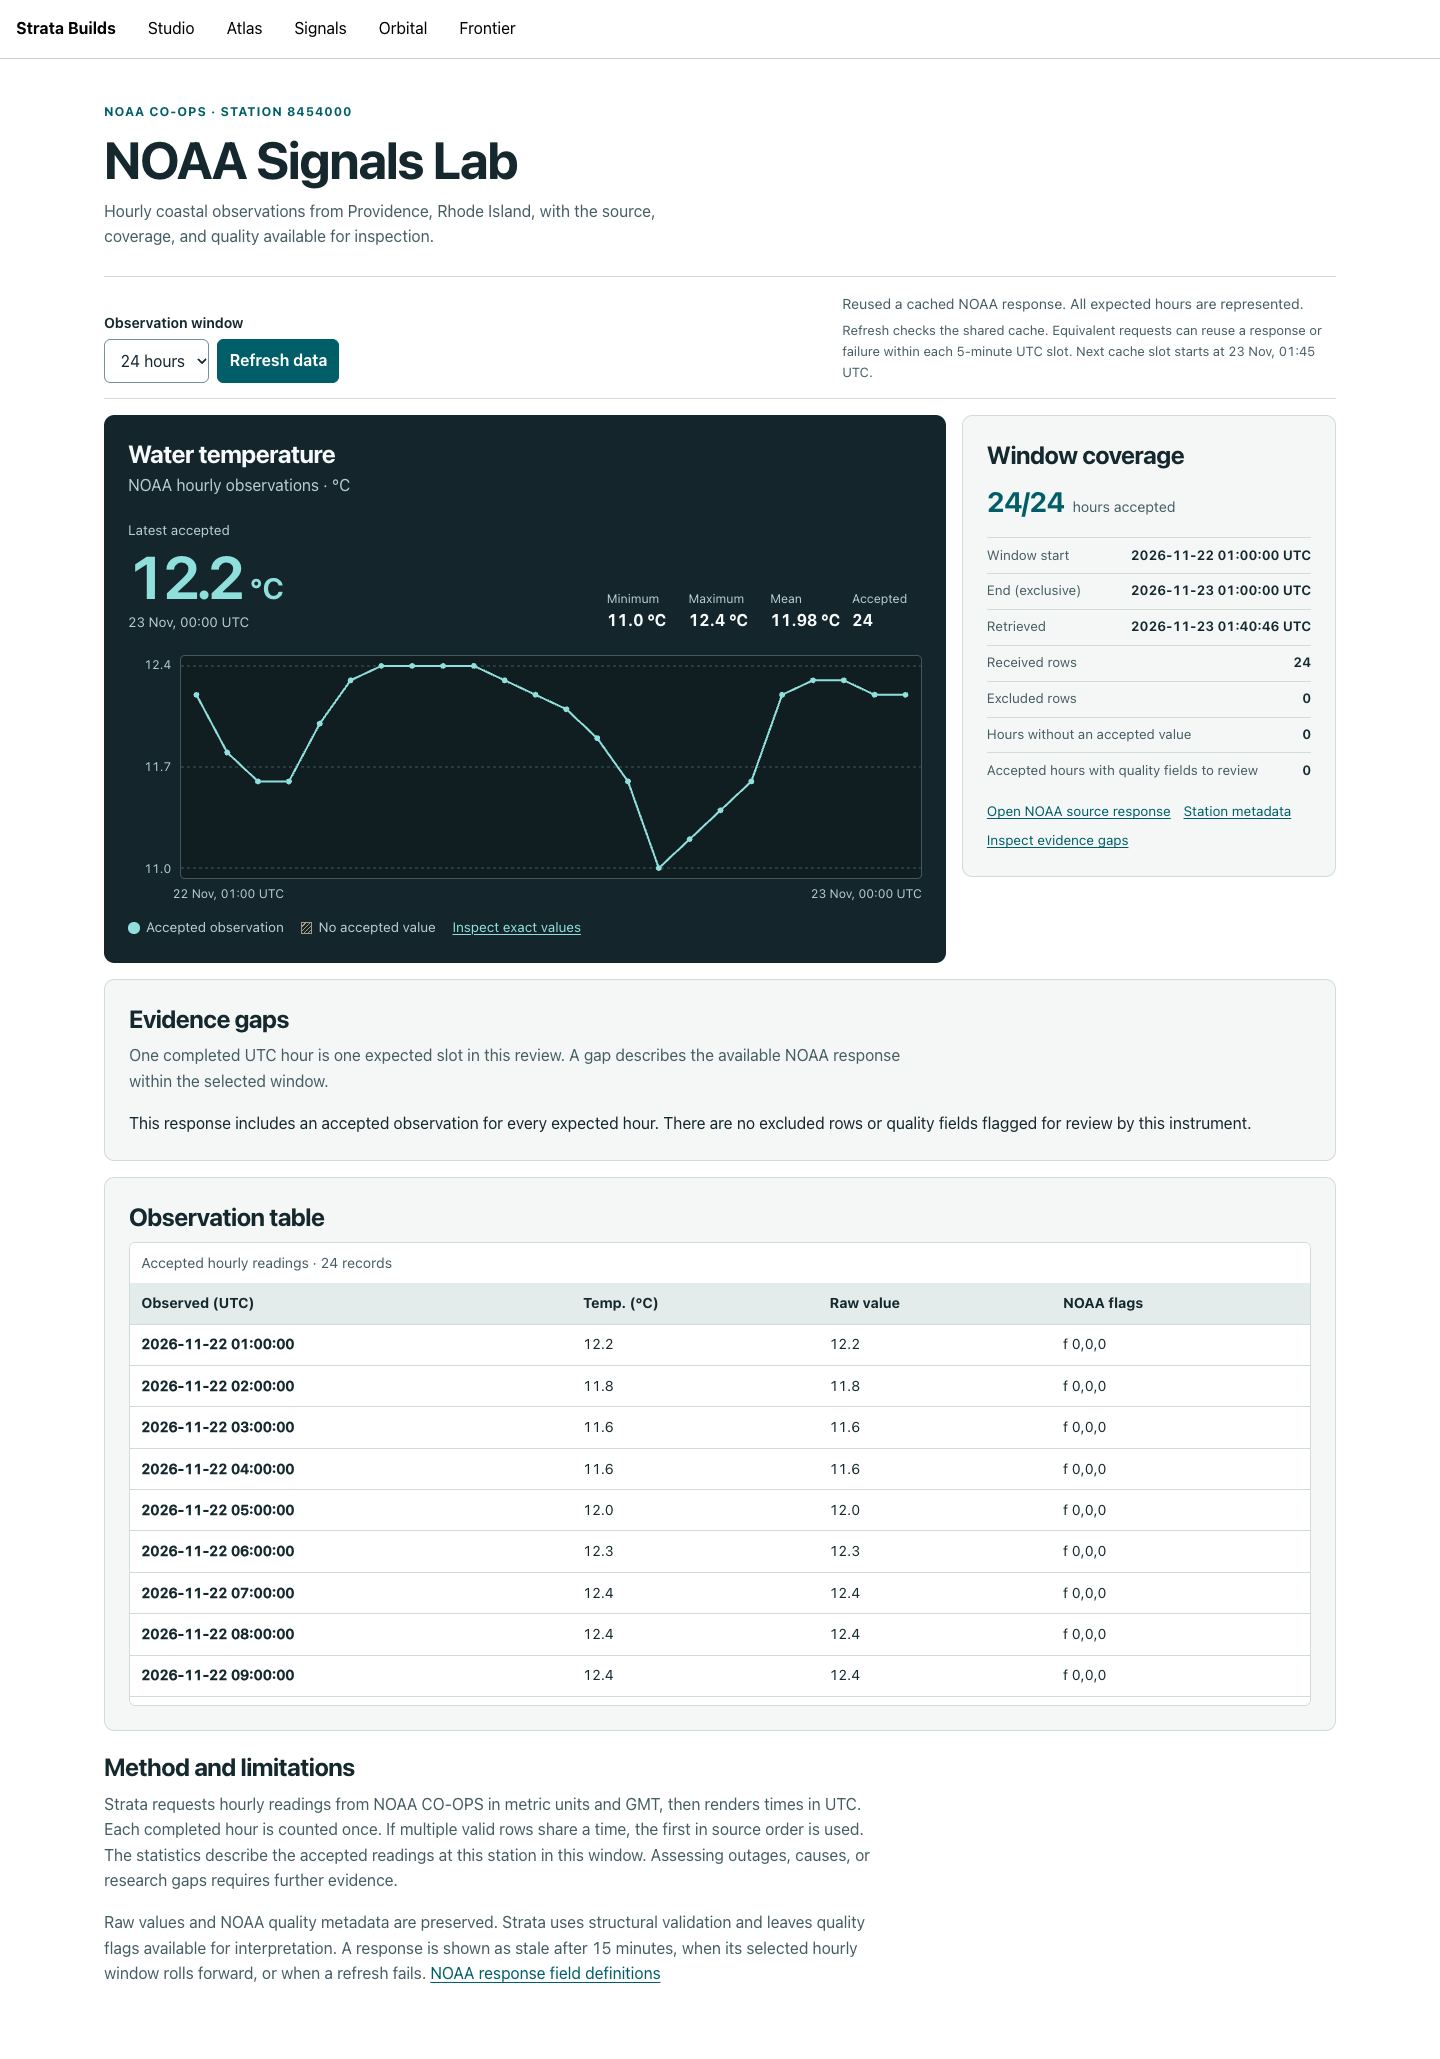 Strata Builds Studio Atlas Signals Orbital Frontier
NOAA CO-OPS · STATION 8454000
NOAA Signals Lab
Hourly coastal observations from Providence, Rhode Island, with the source,
coverage, and quality available for inspection.
Observation window
24 hours Refresh data
Reused a cached NOAA response. All expected hours are represented.
Refresh checks the shared cache. Equivalent requests can reuse a response or
failure within each 5-minute UTC slot. Next cache slot starts at 23 Nov, 01:45
UTC.
Water temperature
NOAA hourly observations · °C
Latest accepted
12.2 °C
23 Nov, 00:00 UTC
Minimum Maximum Mean Accepted
11.0 °C 12.4 °C 11.98 °C 24
12.4
11.7
11.0
22 Nov, 01:00 UTC 23 Nov, 00:00 UTC
Accepted observation No accepted value Inspect exact values
Window coverage
24/24 hours accepted
Window start 2026-11-22 01:00:00 UTC
End (exclusive) 2026-11-23 01:00:00 UTC
Retrieved 2026-11-23 01:40:46 UTC
Received rows 24
Excluded rows 0
Hours without an accepted value 0
Accepted hours with quality fields to review 0
Open NOAA source response Station metadata
Inspect evidence gaps
Evidence gaps
One completed UTC hour is one expected slot in this review. A gap describes the available NOAA response
within the selected window.
This response includes an accepted observation for every expected hour. There are no excluded rows or quality fields flagged for review by this instrument.
Observation table
Accepted hourly readings · 24 records
Observed (UTC) Temp. (°C) Raw value NOAA flags
2026-11-22 01:00:00 12.2 12.2 f 0,0,0
2026-11-22 02:00:00 11.8 11.8 f 0,0,0
2026-11-22 03:00:00 11.6 11.6 f 0,0,0
2026-11-22 04:00:00 11.6 11.6 f 0,0,0
2026-11-22 05:00:00 12.0 12.0 f 0,0,0
2026-11-22 06:00:00 12.3 12.3 f 0,0,0
2026-11-22 07:00:00 12.4 12.4 f 0,0,0
2026-11-22 08:00:00 12.4 12.4 f 0,0,0
2026-11-22 09:00:00 12.4 12.4 f 0,0,0
Method and limitations
Strata requests hourly readings from NOAA CO-OPS in metric units and GMT, then renders times in UTC.
Each completed hour is counted once. If multiple valid rows share a time, the first in source order is used.
The statistics describe the accepted readings at this station in this window. Assessing outages, causes, or
research gaps requires further evidence.
Raw values and NOAA quality metadata are preserved. Strata uses structural validation and leaves quality
flags available for interpretation. A response is shown as stale after 15 minutes, when its selected hourly
window rolls forward, or when a refresh fails. NOAA response field definitions